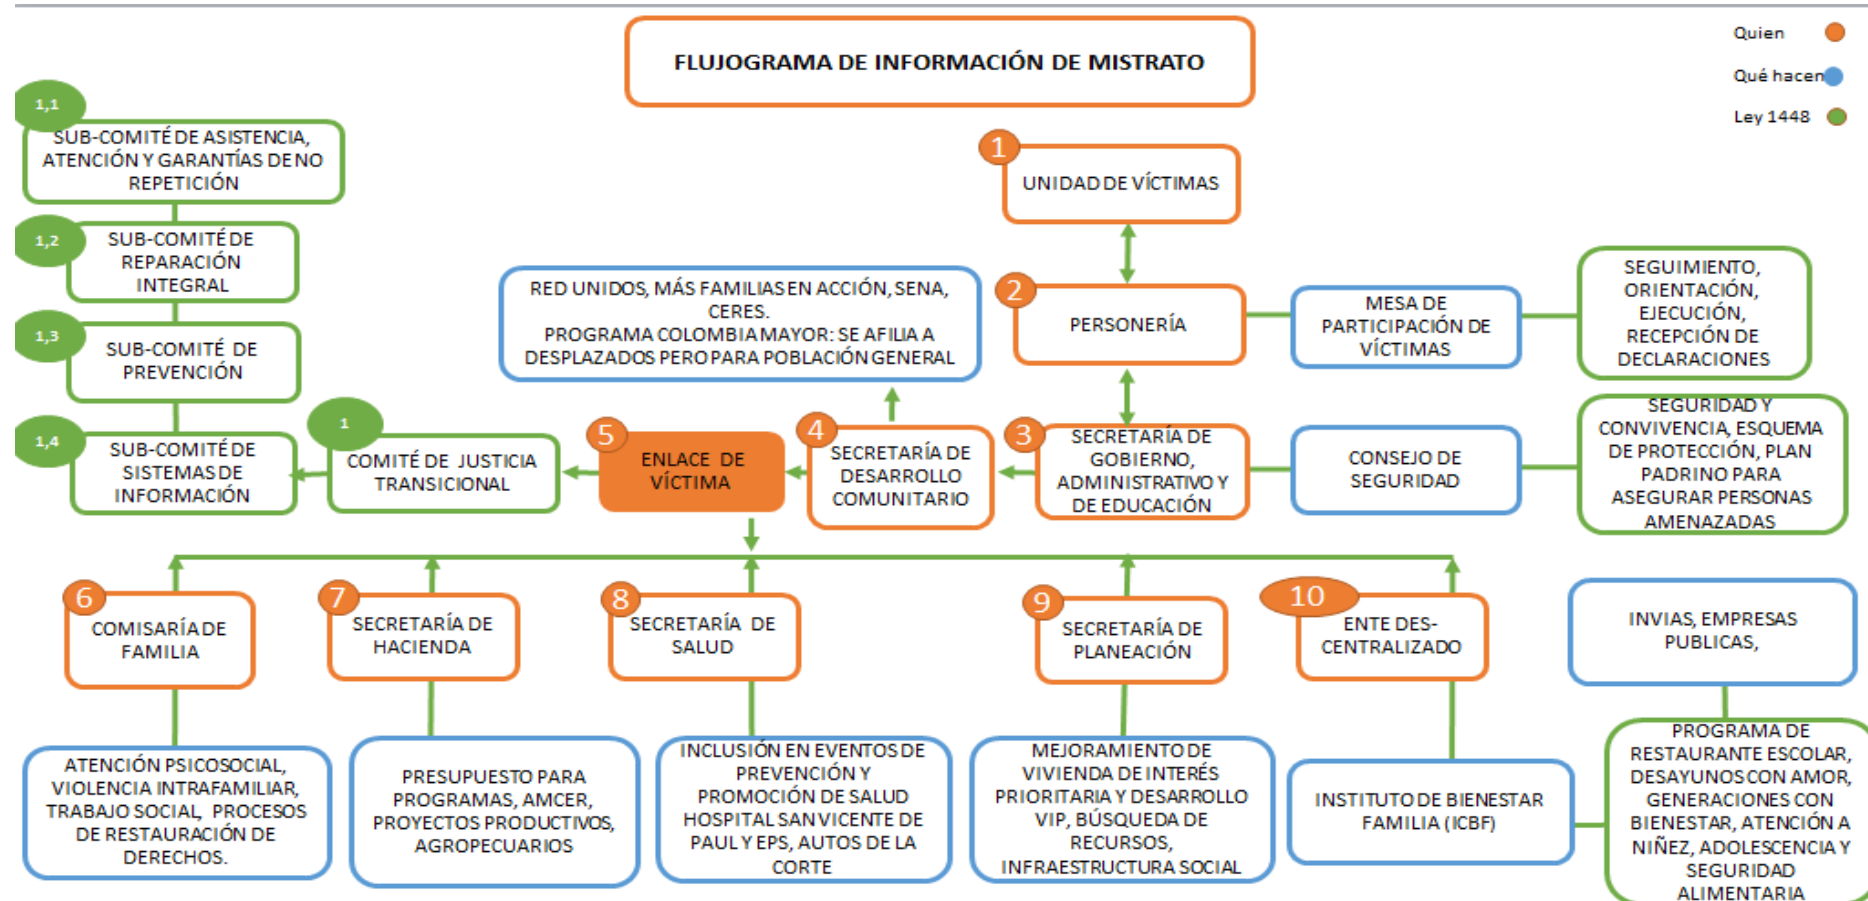 FLUJOGRAMA DE INFORMACIÓN DE MISTRATO
Quien
Qué hacen
Ley 1448
1,1
SUB-COMITÉ DE ASISTENCIA,
ATENCIÓN Y GARANTÍAS DE NO
REPETICIÓN
1,2
SUB-COMITÉ DE
REPARACIÓN
INTEGRAL
1,3
SUB-COMITÉ DE
PREVENCIÓN
1,4
SUB-COMITÉ DE
SISTEMAS DE
INFORMACIÓN
1
COMITÉ DE JUSTICIA
TRANSICIONAL
1
UNIDAD DE VÍCTIMAS
2
PERSONERÍA
MESA DE
PARTICIPACIÓN DE
VÍCTIMAS
SEGUIMIENTO,
ORIENTACIÓN,
EJECUCIÓN,
RECEPCIÓN DE
DECLARACIONES
RED UNIDOS, MÁS FAMILIAS EN ACCIÓN, SENA,
CERES.
PROGRAMA COLOMBIA MAYOR: SE AFILIA A
DESPLAZADOS PERO PARA POBLACIÓN GENERAL
5
ENLACE DE
VÍCTIMA
4
SECRETARÍA DE
DESARROLLO
COMUNITARIO
3
SECRETARÍA DE
GOBIERNO,
ADMINISTRATIVO Y
DE EDUCACIÓN
CONSEJO DE
SEGURIDAD
SEGURIDAD Y
CONVIVENCIA, ESQUEMA
DE PROTECCIÓN, PLAN
PADRINO PARA
ASEGURAR PERSONAS
AMENAZADAS
6
COMISARÍA DE
FAMILIA
7
SECRETARÍA DE
HACIENDA
8
SECRETARÍA DE
SALUD
9
SECRETARÍA DE
PLANEACIÓN
10
ENTE DES-
CENTRALIZADO
INVIAS, EMPRESAS
PUBLICAS,
ATENCIÓN PSICOSOCIAL,
VIOLENCIA INTRAFAMILIAR,
TRABAJO SOCIAL, PROCESOS
DE RESTAURACIÓN DE
DERECHOS.
PRESUPUESTO PARA
PROGRAMAS, AMCER,
PROYECTOS PRODUCTIVOS,
AGROPECUARIOS
INCLUSIÓN EN EVENTOS DE
PREVENCIÓN Y
PROMOCIÓN DE SALUD
HOSPITAL SAN VICENTE DE
PAUL Y EPS, AUTOS DE LA
CORTE
MEJORAMIENTO DE
VIVIENDA DE INTERÉS
PRIORITARIA Y DESARROLLO
VIP, BÚSQUEDA DE
RECURSOS,
INFRAESTRUCTURA SOCIAL
INSTITUTO DE BIENESTAR
FAMILIA (ICBF)
PROGRAMA DE
RESTAURANTE ESCOLAR,
DESAYUNOS CON AMOR,
GENERACIONES CON
BIENESTAR, ATENCIÓN A
NIÑEZ, ADOLESCENCIA Y
SEGURIDAD
ALIMENTARIA